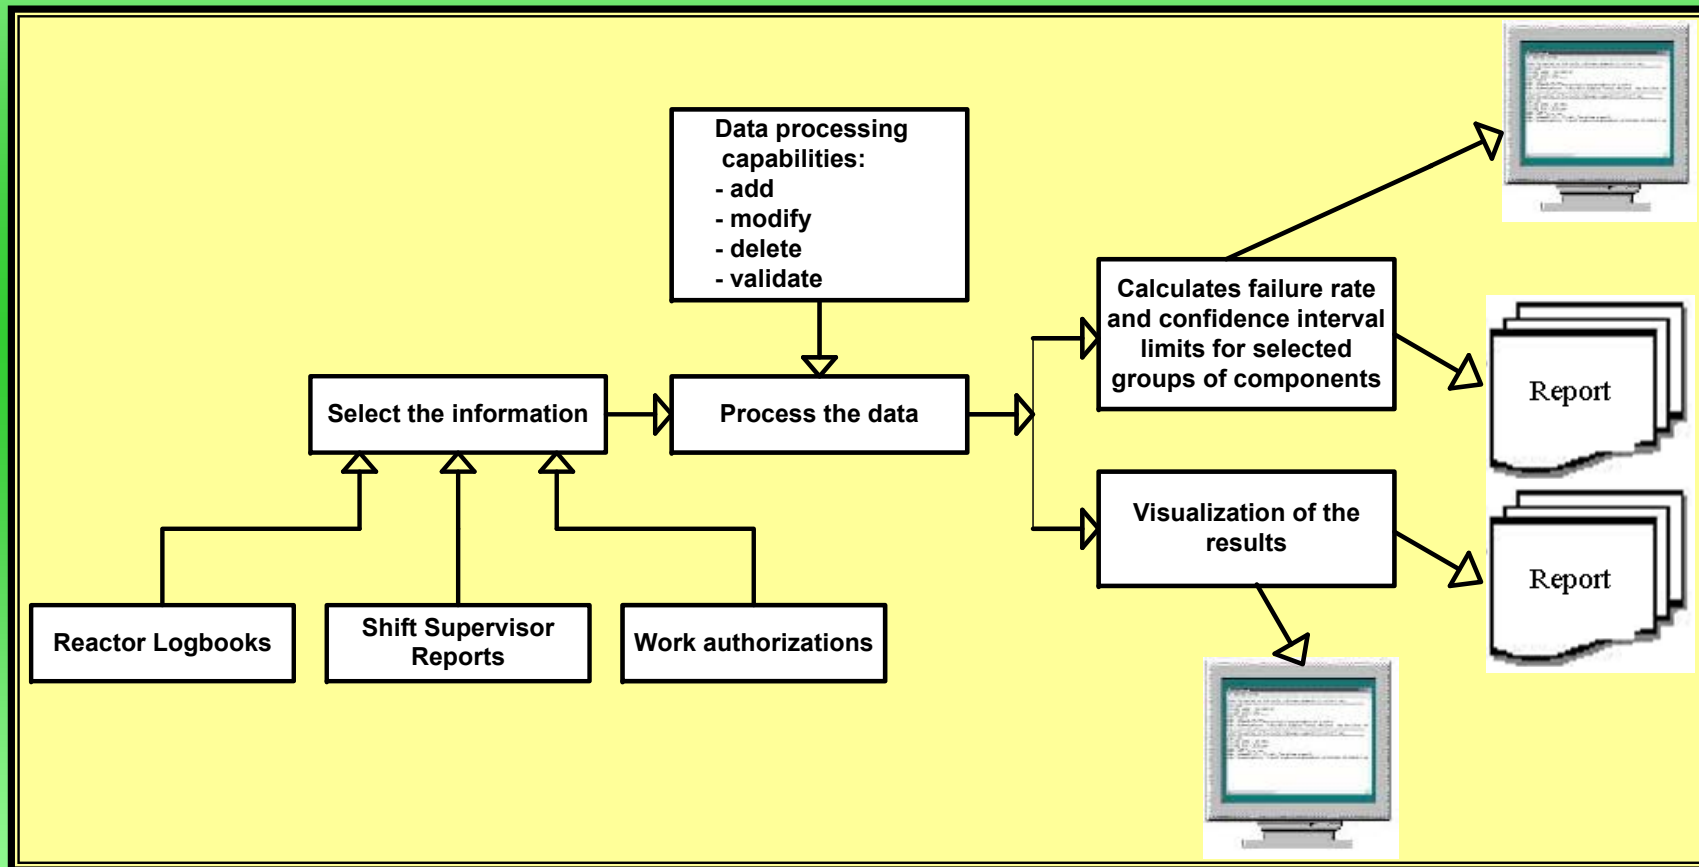 Data processing
capabilities:
- add
- modify
- delete
- validate
Calculates failure rate
and confidence interval
limits for selected
groups of components
Report
Select the information
Process the data
Visualization of the
results
Report
Reactor Logbooks
Shift Supervisor
Reports
Work authorizations